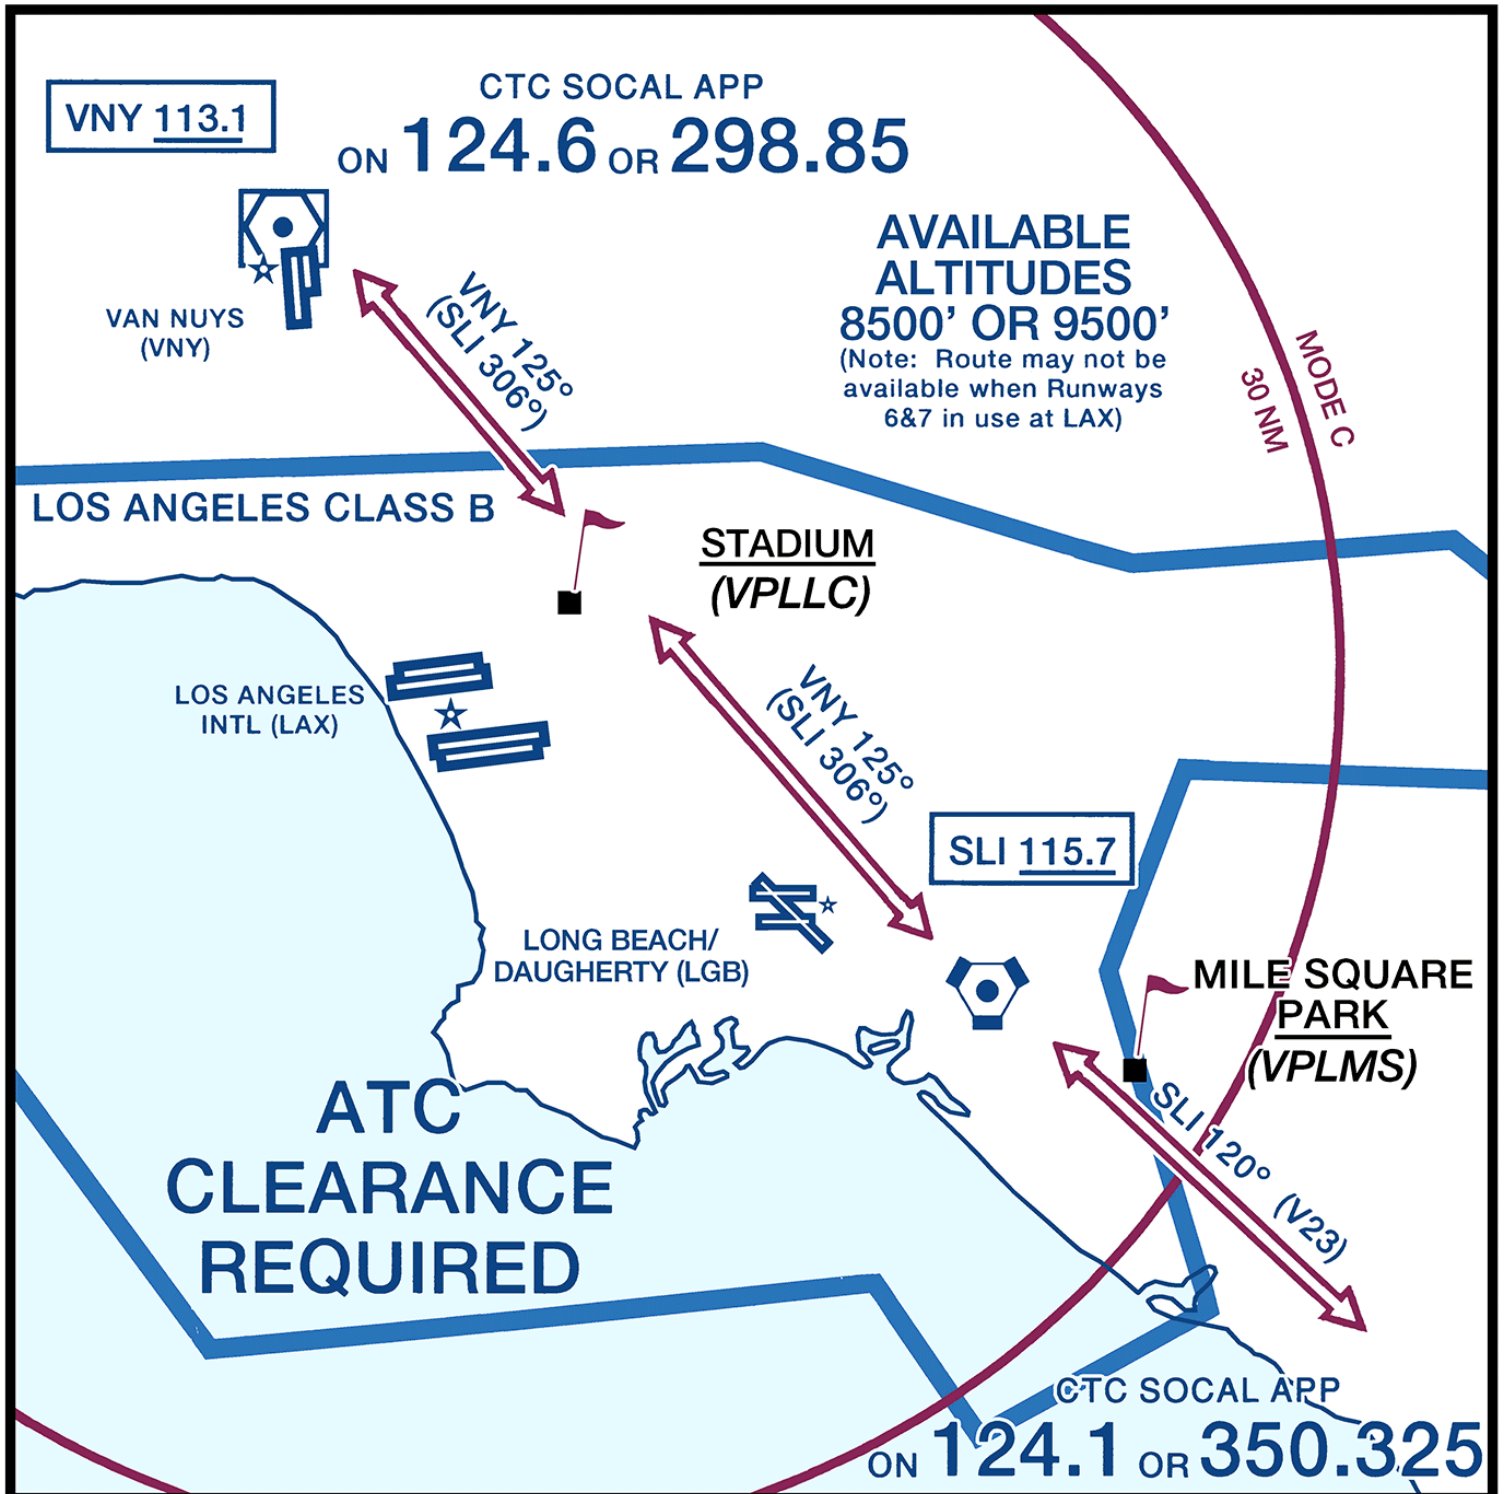 VNY 113.1
CTC SOCAL APP
ON 124.6 OR 298.85
VAN NUYS
(VNY)
VNY 125°
(SLI 306°)
AVAILABLE
ALTITUDES
8500' OR 9500'
(Note: Route may not be
available when Runways
6&7 in use at LAX)
MODE C
30 NM
LOS ANGELES CLASS B
STADIUM
(VPLLC)
LOS ANGELES
INTL (LAX)
VNY 125°
(SLI 306°)
SLI 115.7
LONG BEACH/
DAUGHERTY (LGB)
MILE SQUARE
PARK
(VPLMS)
SLI 120° (V23)
ATC
CLEARANCE
REQUIRED
CTC SOCAL APP
ON 124.1 OR 350.325